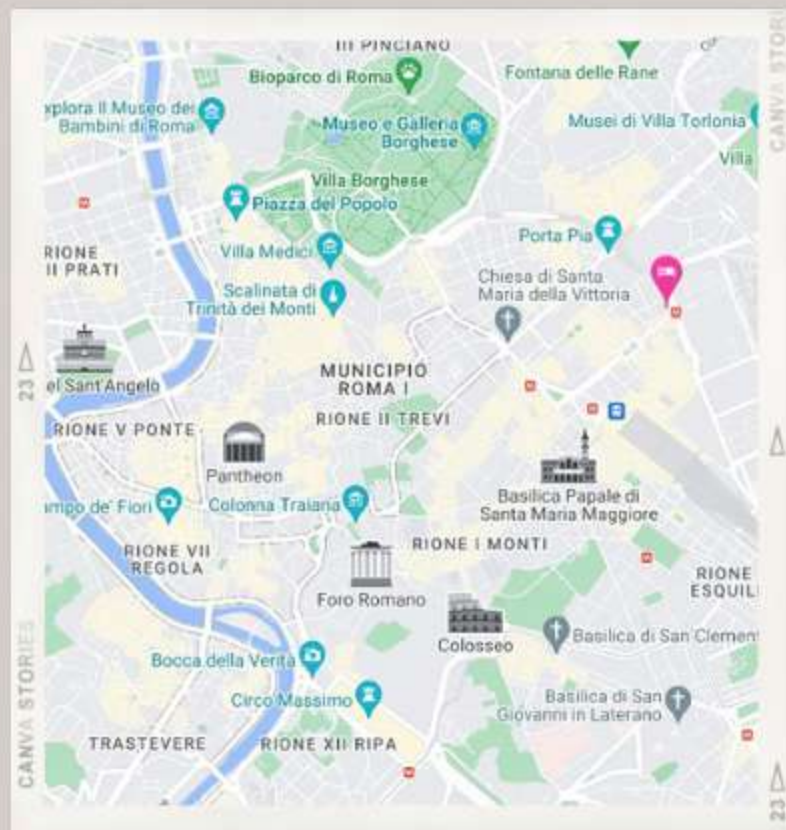 III PINCIANO
Bioparco di Roma
Fontana delle Rane
xplora Il Museo dei
Bambini di Roma
Museo e Galleria
Borghese
Musei di Villa Torlonia
Villa
Villa Borghese
Piazza del Popolo
Porta Pia
Villa Medici
RIONE
II PRATI
Chiesa di Santa
Maria della Vittoria
Scalinata di
Trinità dei Monti
MUNICIPIO
ROMA I
el Sant'Angelo
RIONE II TREVI
RIONE V PONTE
Pantheon
Basilica Papale di
Santa Maria Maggiore
ampo de' Fiori
Colonna Traiana
RIONE I MONTI
RIONE VII
REGOLA
RIONE
ESQUIL
Foro Romano
Colosseo
Basilica di San Clement
Bocca della Verità
Circo Massimo
Basilica di San
Giovanni in Laterano
TRASTEVERE
RIONE XII RIPA
CANVA STORIES
23
CANVA STORIES
23